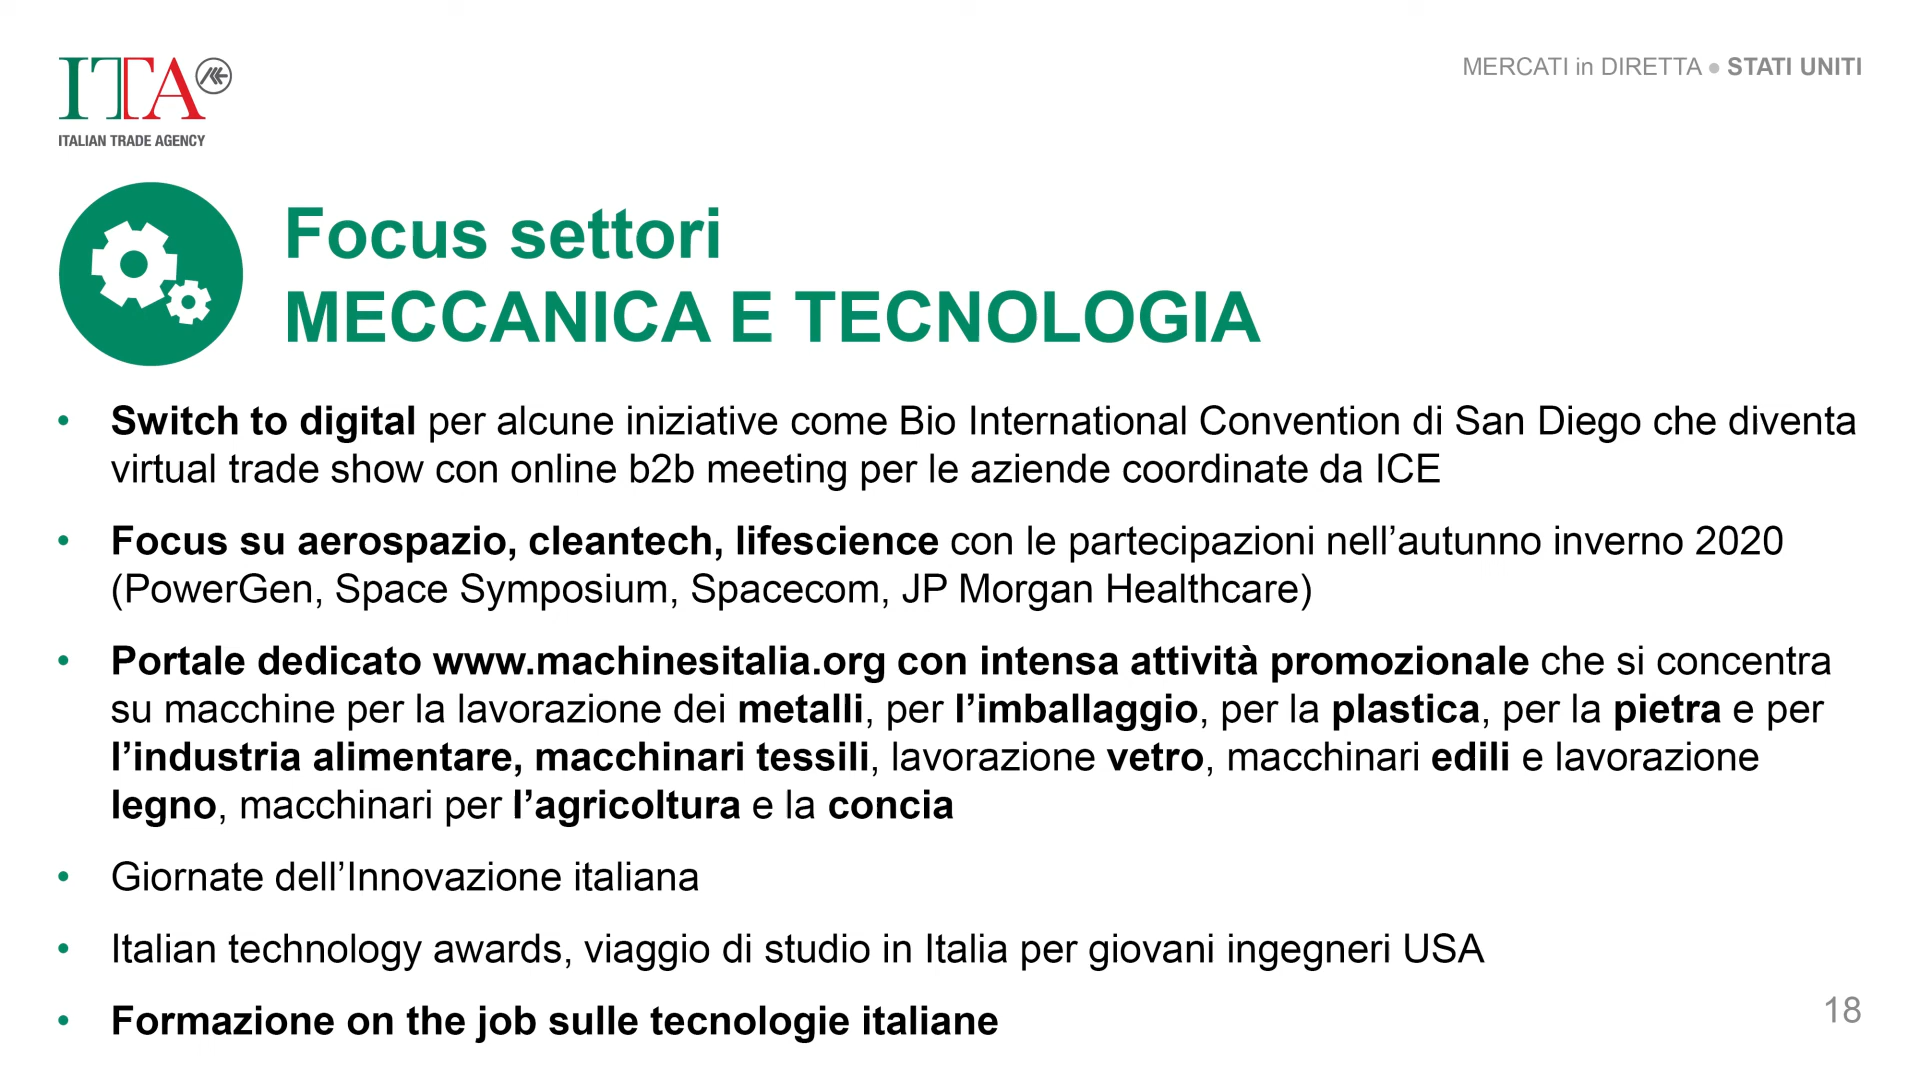 ITA
ITALIAN TRADE AGENCY
MERCATI in DIRETTA ● STATI UNITI
Focus settori
MECCANICA E TECNOLOGIA
• Switch to digital per alcune iniziative come Bio International Convention di San Diego che diventa
virtual trade show con online b2b meeting per le aziende coordinate da ICE
• Focus su aerospazio, cleantech, lifescience con le partecipazioni nell’autunno inverno 2020
(PowerGen, Space Symposium, Spacecom, JP Morgan Healthcare)
• Portale dedicato www.machinesitalia.org con intensa attività promozionale che si concentra
su macchine per la lavorazione dei metalli, per l’imballaggio, per la plastica, per la pietra e per
l’industria alimentare, macchinari tessili, lavorazione vetro, macchinari edili e lavorazione
legno, macchinari per l’agricoltura e la concia
• Giornate dell’Innovazione italiana
• Italian technology awards, viaggio di studio in Italia per giovani ingegneri USA
• Formazione on the job sulle tecnologie italiane
18